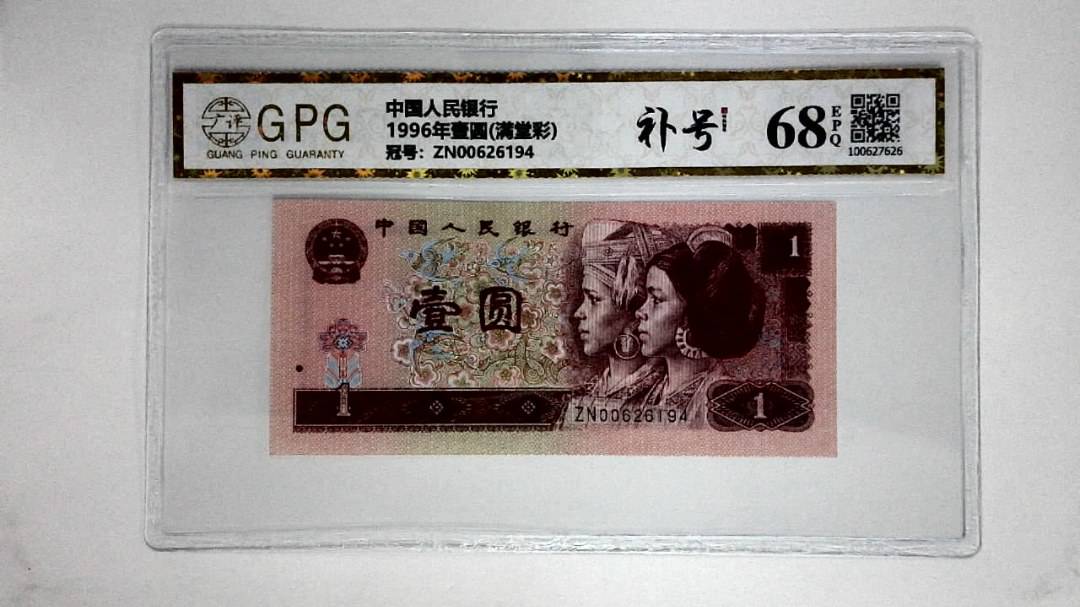 广评
GPG
GUANG PING GUARANTY
中国人民银行
1996年壹圆(满堂彩)
冠号: ZN00626194
补号
68
EPQ
100627626
中国人民银行
1
壹圆
1
ZN00626194
1